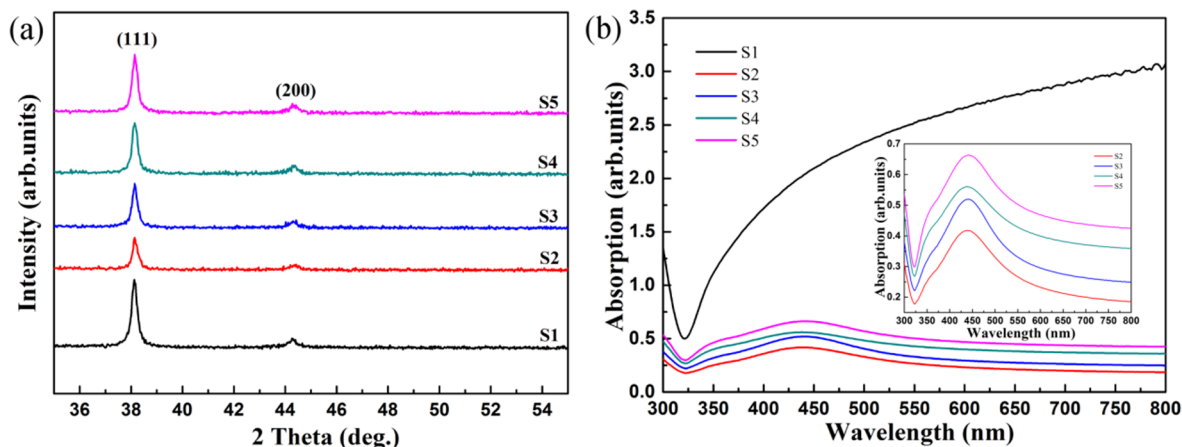 (a)
(111)
(200)
S5
S4
S3
S2
S1
Intensity (arb.units)
36 38 40 42 44 46 48 50 52 54
2 Theta (deg.)
(b)
3.5
3.0
2.5
2.0
1.5
1.0
0.5
0.0
Absorption (arb.units)
S1
S2
S3
S4
S5
300 350 400 450 500 550 600 650 700 750 800
Wavelength (nm)
0.7
0.6
0.5
0.4
0.3
0.2
Absorption (arb.units)
S2
S3
S4
S5
300 350 400 450 500 550 600 650 700 750 800
Wavelength (nm)